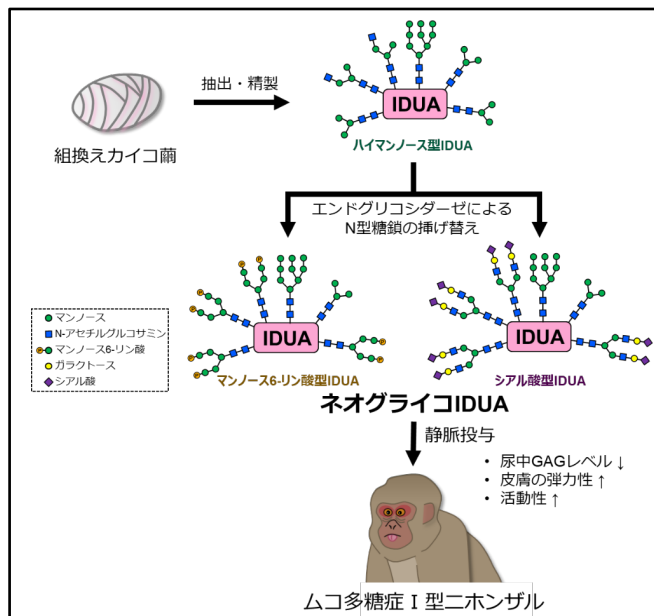 抽出・精製
組換えカイコ繭
IDUA
ハイマンノース型IDUA
エンドグリコシダーゼによる
N型糖鎖の挿げ替え
マンノース
N-アセチルグルコサミン
マンノース6-リン酸
ガラクトース
シアル酸
P
P
P
P
P
P
P
P
IDUA
マンノース6-リン酸型IDUA
IDUA
シアル酸型IDUA
ネオグライコIDUA
静脈投与
• 尿中GAGレベル ↓
• 皮膚の弾力性 ↑
• 活動性 ↑
ムコ多糖症 I 型ニホンザル